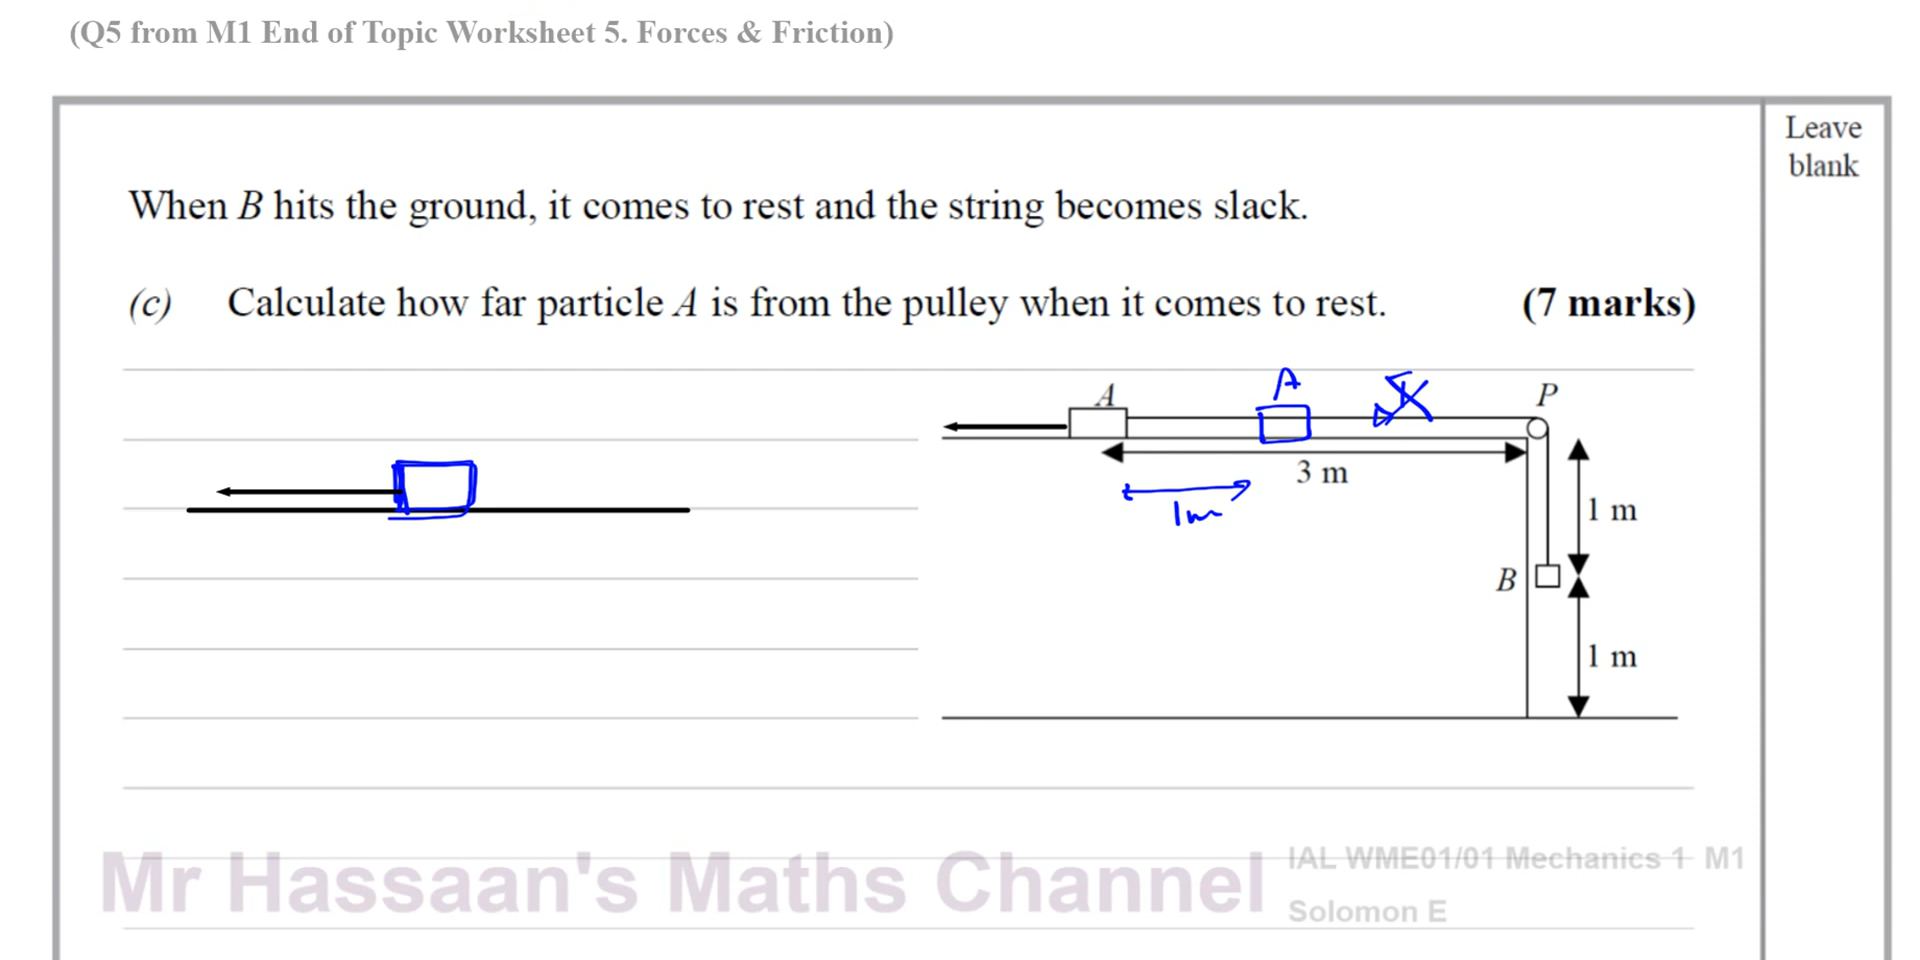 (Q5 from M1 End of Topic Worksheet 5. Forces & Friction)
Leave
blank
When B hits the ground, it comes to rest and the string becomes slack.
(c) Calculate how far particle A is from the pulley when it comes to rest. (7 marks)
A
A
P
3 m
1m
1 m
B
1 m
Mr Hassaan's Maths Channel
IAL WME01/01 Mechanics 1 M1
Solomon E